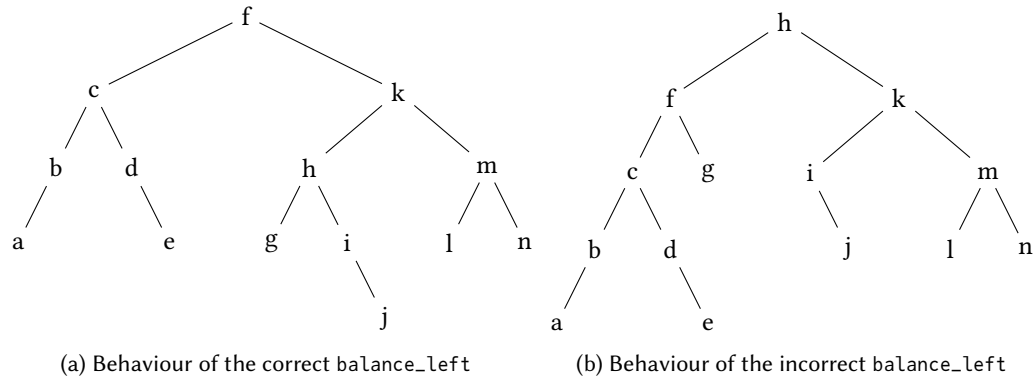 f h
c k f k
b d h m c g i m
a e g i l n b d j l n
j a e
(a) Behaviour of the correct balance_left (b) Behaviour of the incorrect balance_left